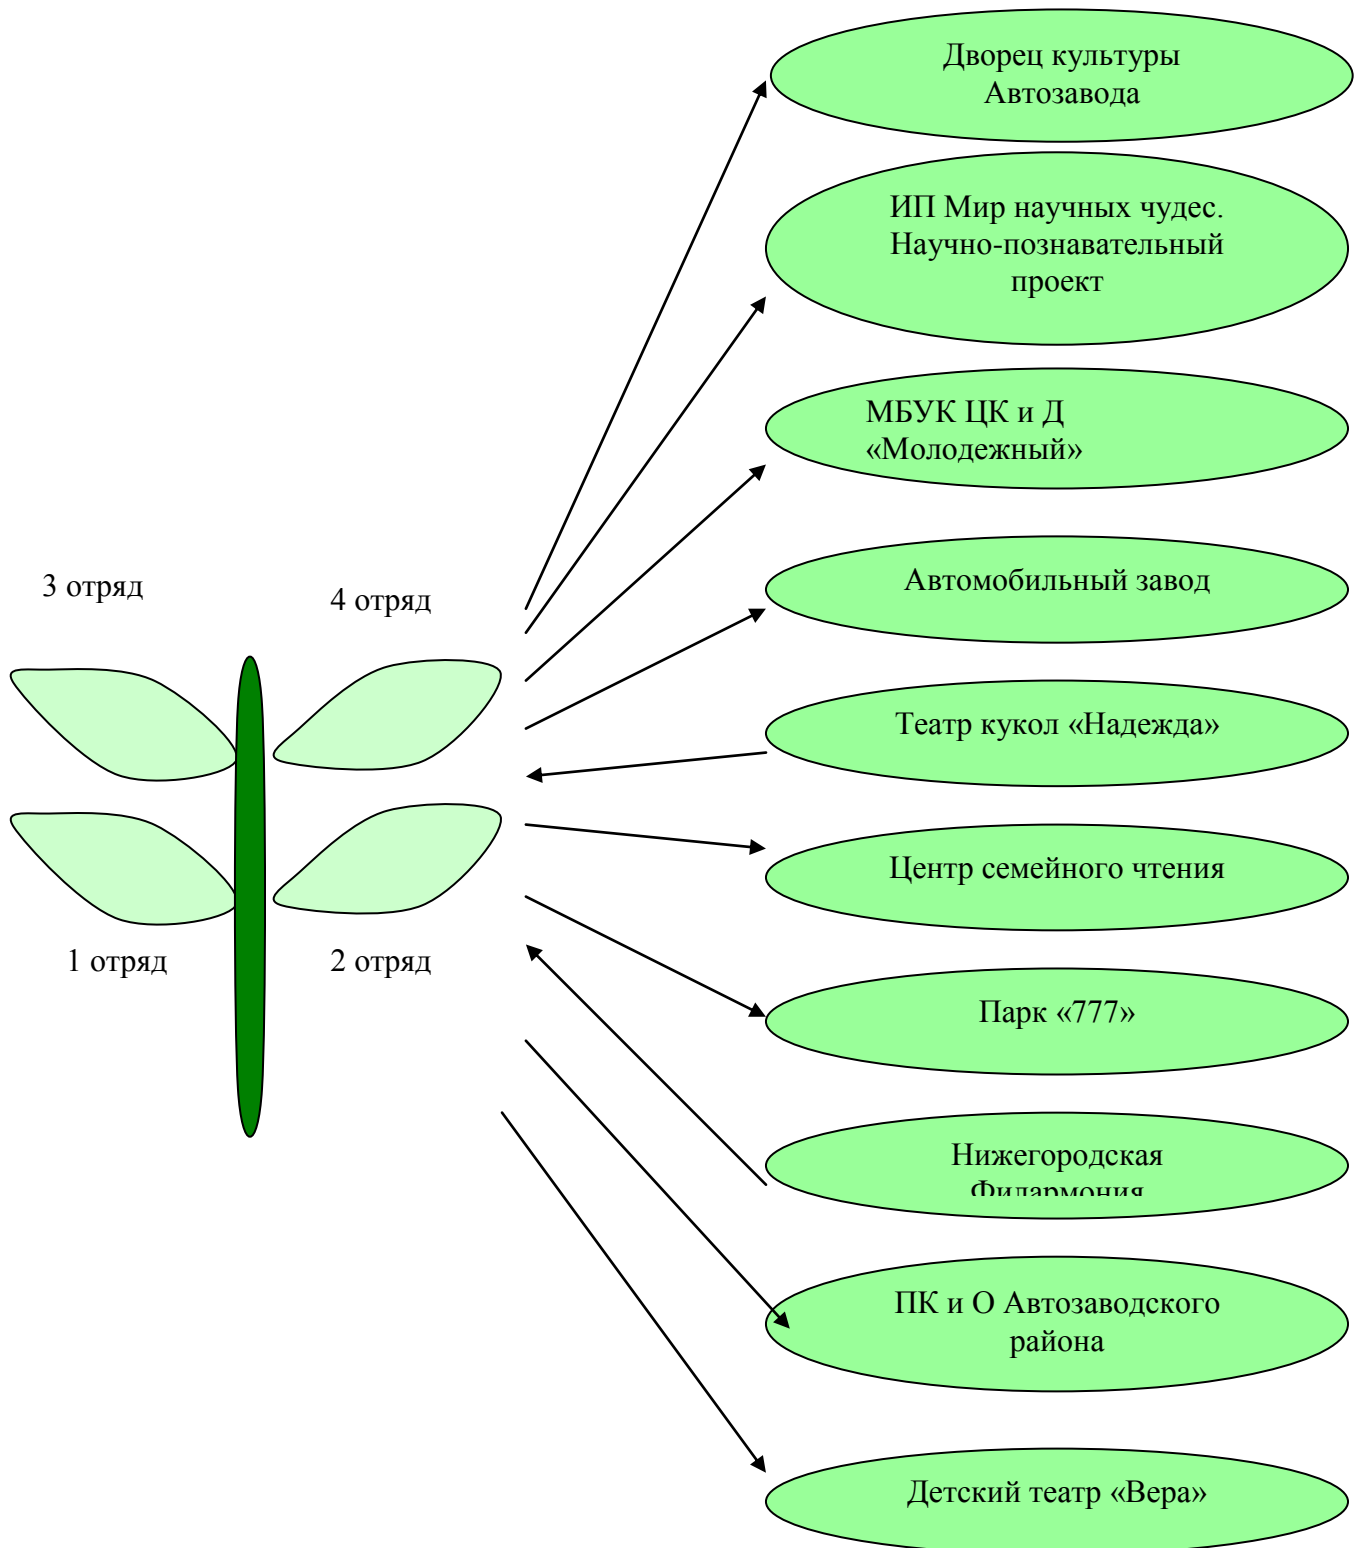 Дворец культуры
Автозавода
ИП Мир научных чудес.
Научно-познавательный
проект
МБУК ЦК и Д
«Молодежный»
Автомобильный завод
3 отряд
4 отряд
Театр кукол «Надежда»
Центр семейного чтения
1 отряд
2 отряд
Парк «777»
Нижегородская
Филармония
ПК и О Автозаводского
района
Детский театр «Вера»